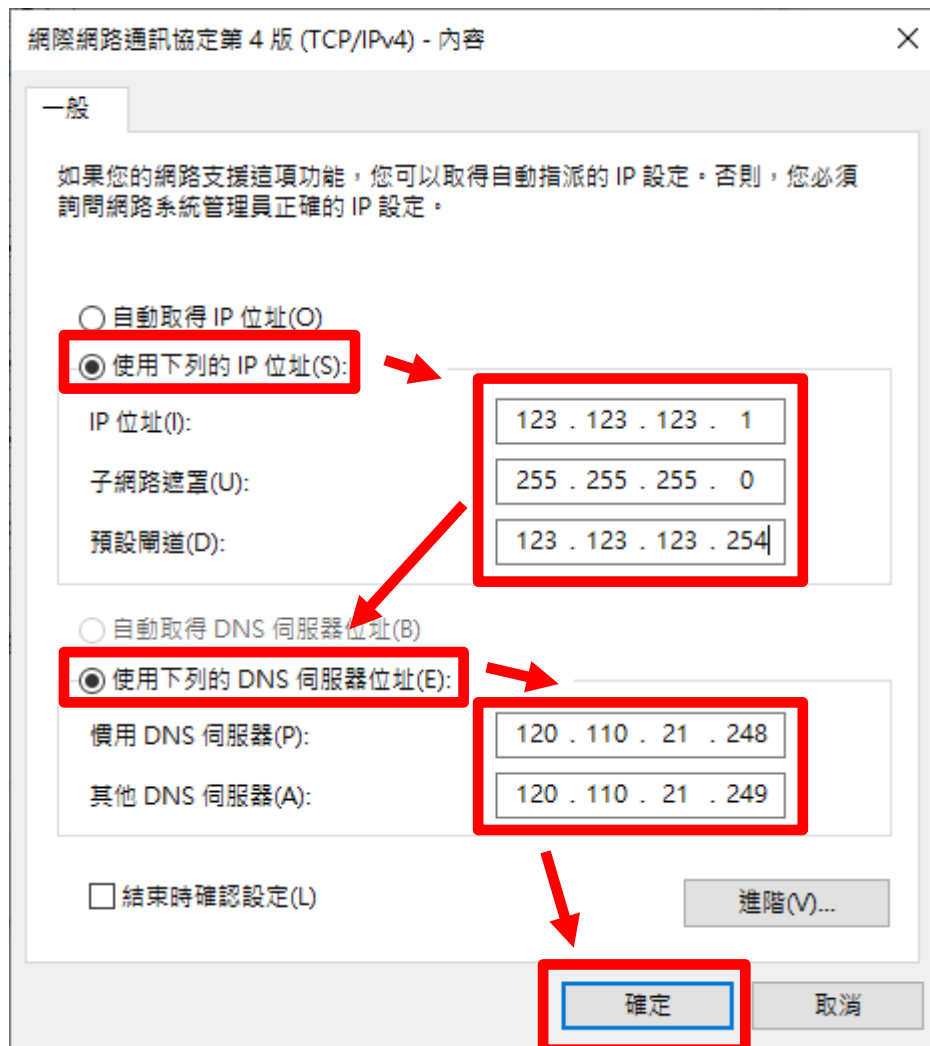 網際網路通訊協定第 4 版 (TCP/IPv4) - 內容
一般
如果您的網路支援這項功能，您可以取得自動指派的 IP 設定。否則，您必須
詢問網路系統管理員正確的 IP 設定。
自動取得 IP 位址(O)
使用下列的 IP 位址(S):
IP 位址(I): 123 . 123 . 123 . 1
子網路遮罩(U): 255 . 255 . 255 . 0
預設閘道(D): 123 . 123 . 123 . 254
自動取得 DNS 伺服器位址(B)
使用下列的 DNS 伺服器位址(E):
慣用 DNS 伺服器(P): 120 . 110 . 21 . 248
其他 DNS 伺服器(A): 120 . 110 . 21 . 249
結束時確認設定(L)
進階(V)...
確定 取消